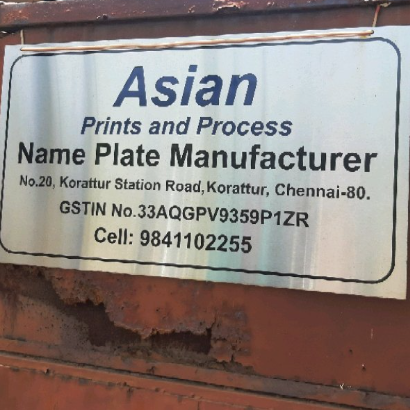 Asian
Prints and Process
Name Plate Manufacturer
No.20, Korattur Station Road, Korattur, Chennai-80.
GSTIN No.33AQGPV9359P1ZR
Cell: 9841102255